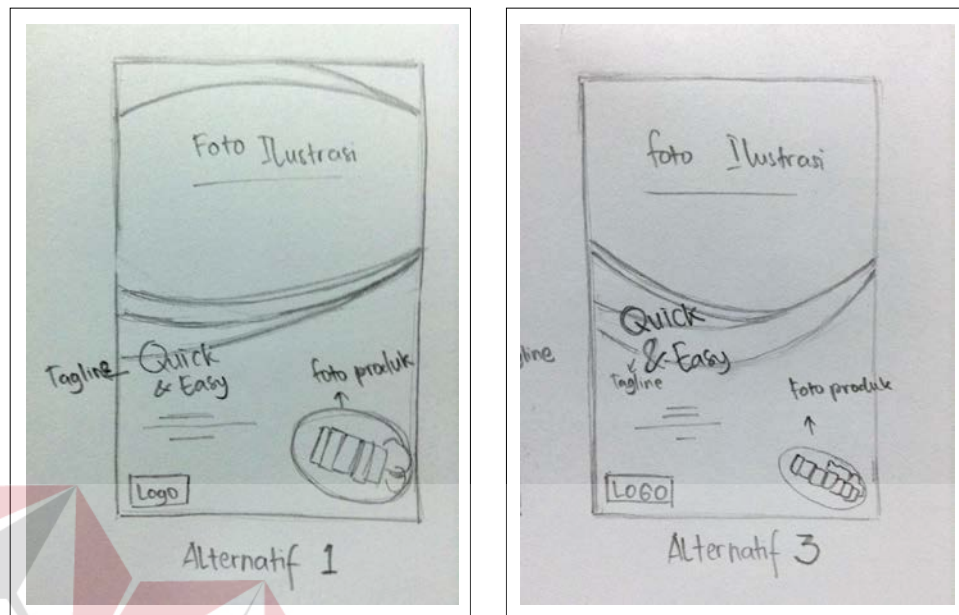 Foto Ilustrasi
Tagline
Quick
& Easy
foto produk
Logo
Alternatif 1
foto Ilustrasi
line
Quick
& Easy
Tagline
Foto produk
LOGO
Alternatif 3